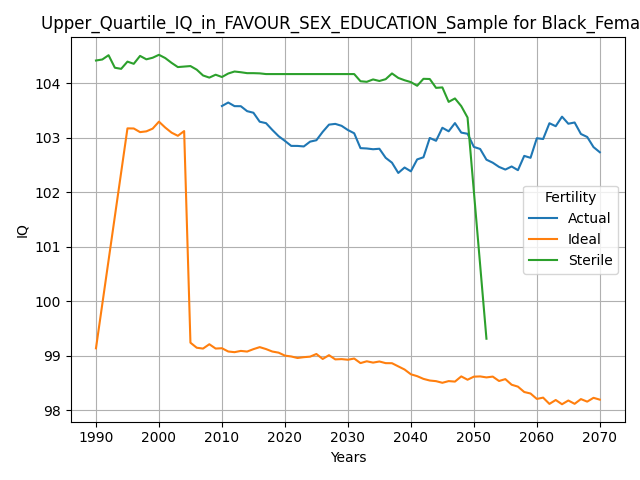 Upper_Quartile_IQ_in_FAVOUR_SEX_EDUCATION_Sample for Black_Fema
104
103
102
101
100
99
98
IQ
Fertility
Actual
Ideal
Sterile
1990 2000 2010 2020 2030 2040 2050 2060 2070
Years